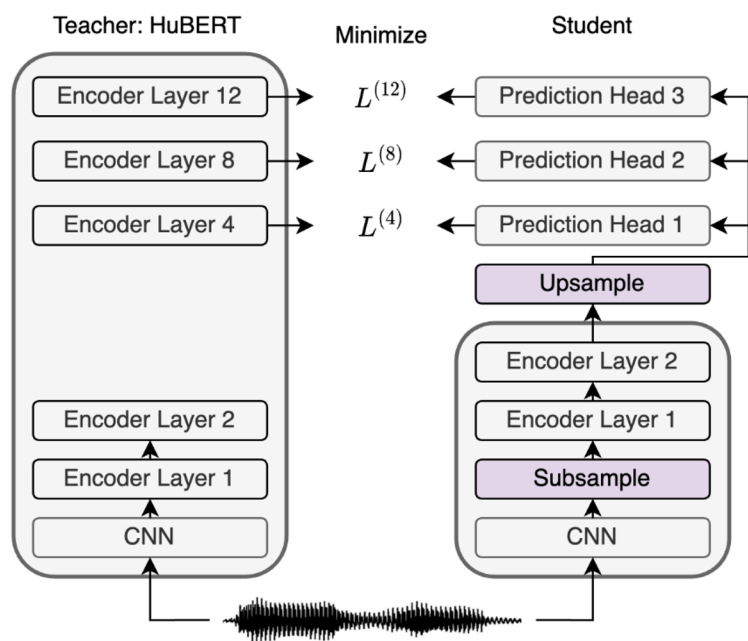 Teacher: HuBERT
Minimize
Student
Encoder Layer 12
L^(12)
Prediction Head 3
Encoder Layer 8
L^(8)
Prediction Head 2
Encoder Layer 4
L^(4)
Prediction Head 1
Upsample
Encoder Layer 2
Encoder Layer 2
Encoder Layer 1
Encoder Layer 1
Subsample
CNN
CNN